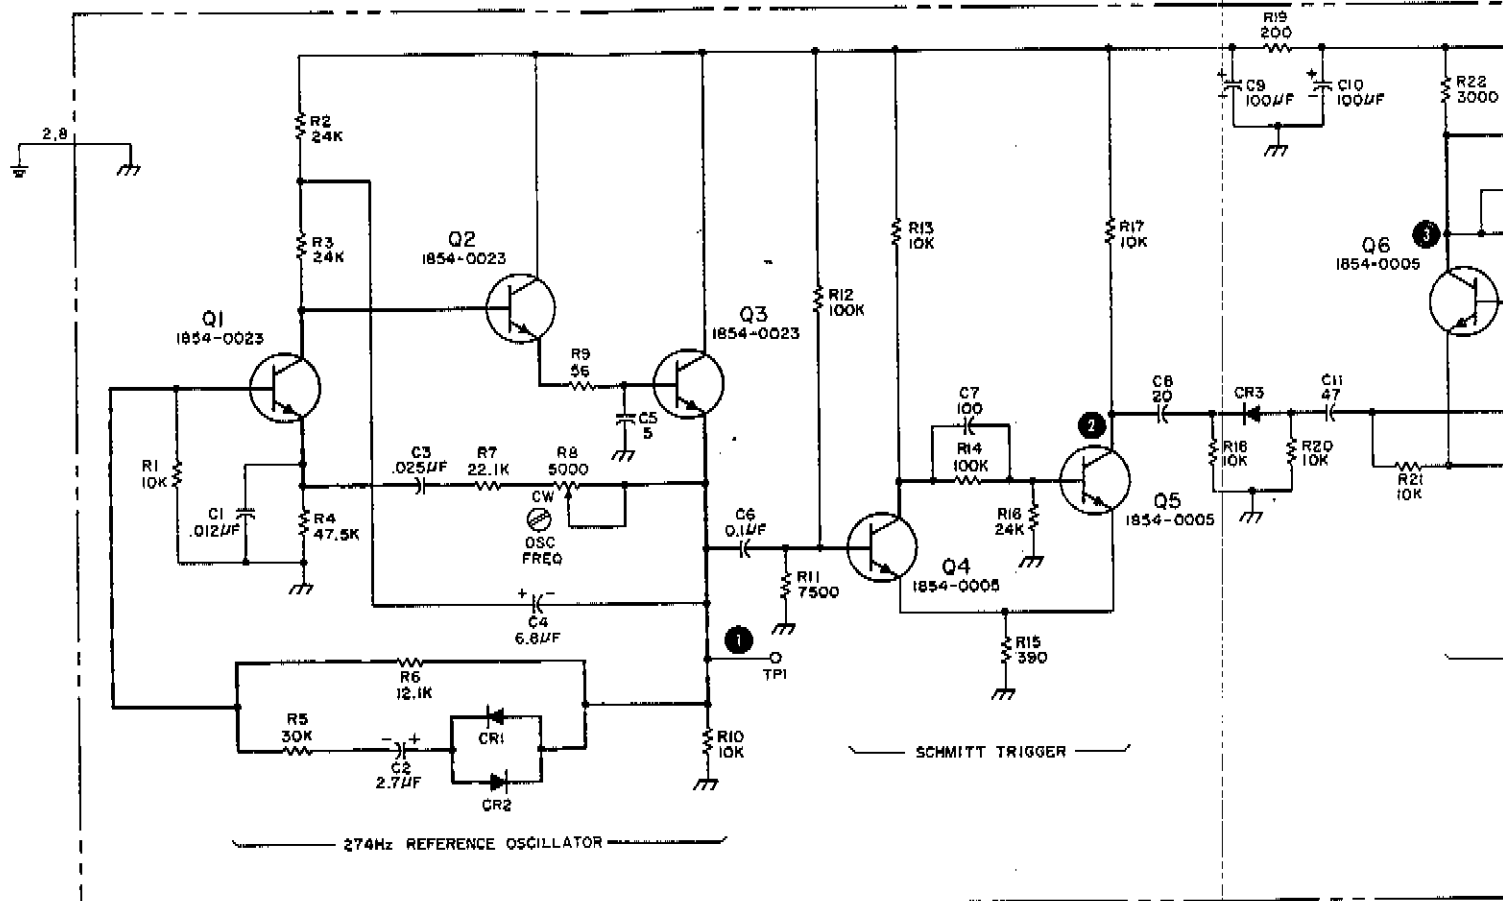 R19
200
C9
100µF
C10
100µF
R22
3000
2,8
R2
24K
R3
24K
Q2
1854-0023
Q1
1854-0023
R13
10K
R17
10K
3
Q6
1854-0005
R12
100K
Q3
1854-0023
R9
56
C5
5
C7
100
R14
100K
2
C8
20
CR3
C11
47
R1
10K
C1
.012µF
R4
47.5K
C3
.025µF
R7
22.1K
R8
5000
CW
OSC
FREQ
R18
10K
R20
10K
R21
10K
C6
0.1µF
R16
24K
Q5
1854-0005
R11
7500
Q4
1854-0005
+ -
C4
6.8µF
1
TP1
R15
390
R6
12.1K
R5
30K
- +
C2
2.7µF
CR1
CR2
R10
10K
SCHMITT TRIGGER
274Hz REFERENCE OSCILLATOR